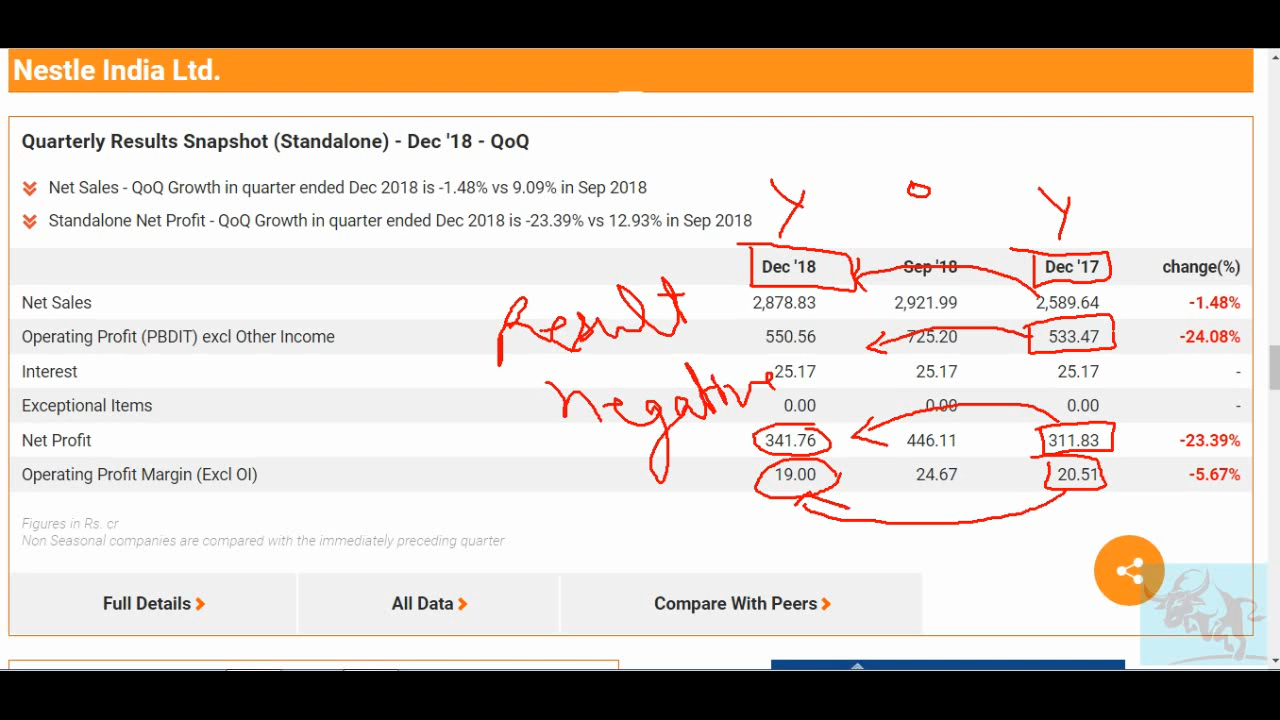 Nestle India Ltd.
Quarterly Results Snapshot (Standalone) - Dec '18 - QoQ
Net Sales - QoQ Growth in quarter ended Dec 2018 is -1.48% vs 9.09% in Sep 2018
Standalone Net Profit - QoQ Growth in quarter ended Dec 2018 is -23.39% vs 12.93% in Sep 2018
Y Q Y
Dec '18 Sep '18 Dec '17 change(%)
Net Sales 2,878.83 2,921.99 2,589.64 -1.48%
Result
Operating Profit (PBDIT) excl Other Income 550.56 725.20 533.47 -24.08%
Interest 25.17 25.17 25.17 -
negative
Exceptional Items 0.00 0.00 0.00 -
Net Profit 341.76 446.11 311.83 -23.39%
Operating Profit Margin (Excl OI) 19.00 24.67 20.51 -5.67%
Figures in Rs. cr
Non Seasonal companies are compared with the immediately preceding quarter
Full Details All Data Compare With Peers